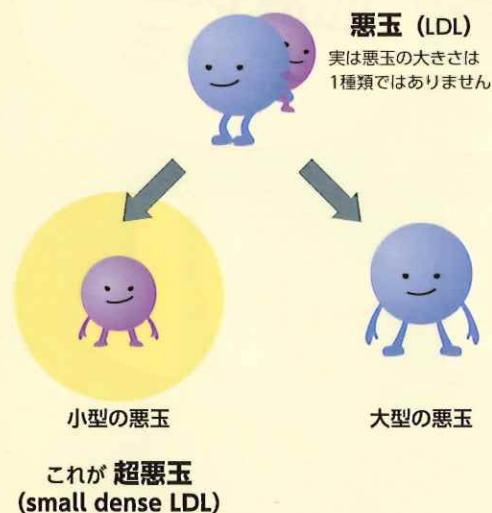 悪玉 (LDL)
実は悪玉の大きさは
1種類ではありません
小型の悪玉
大型の悪玉
これが 超悪玉
(small dense LDL)